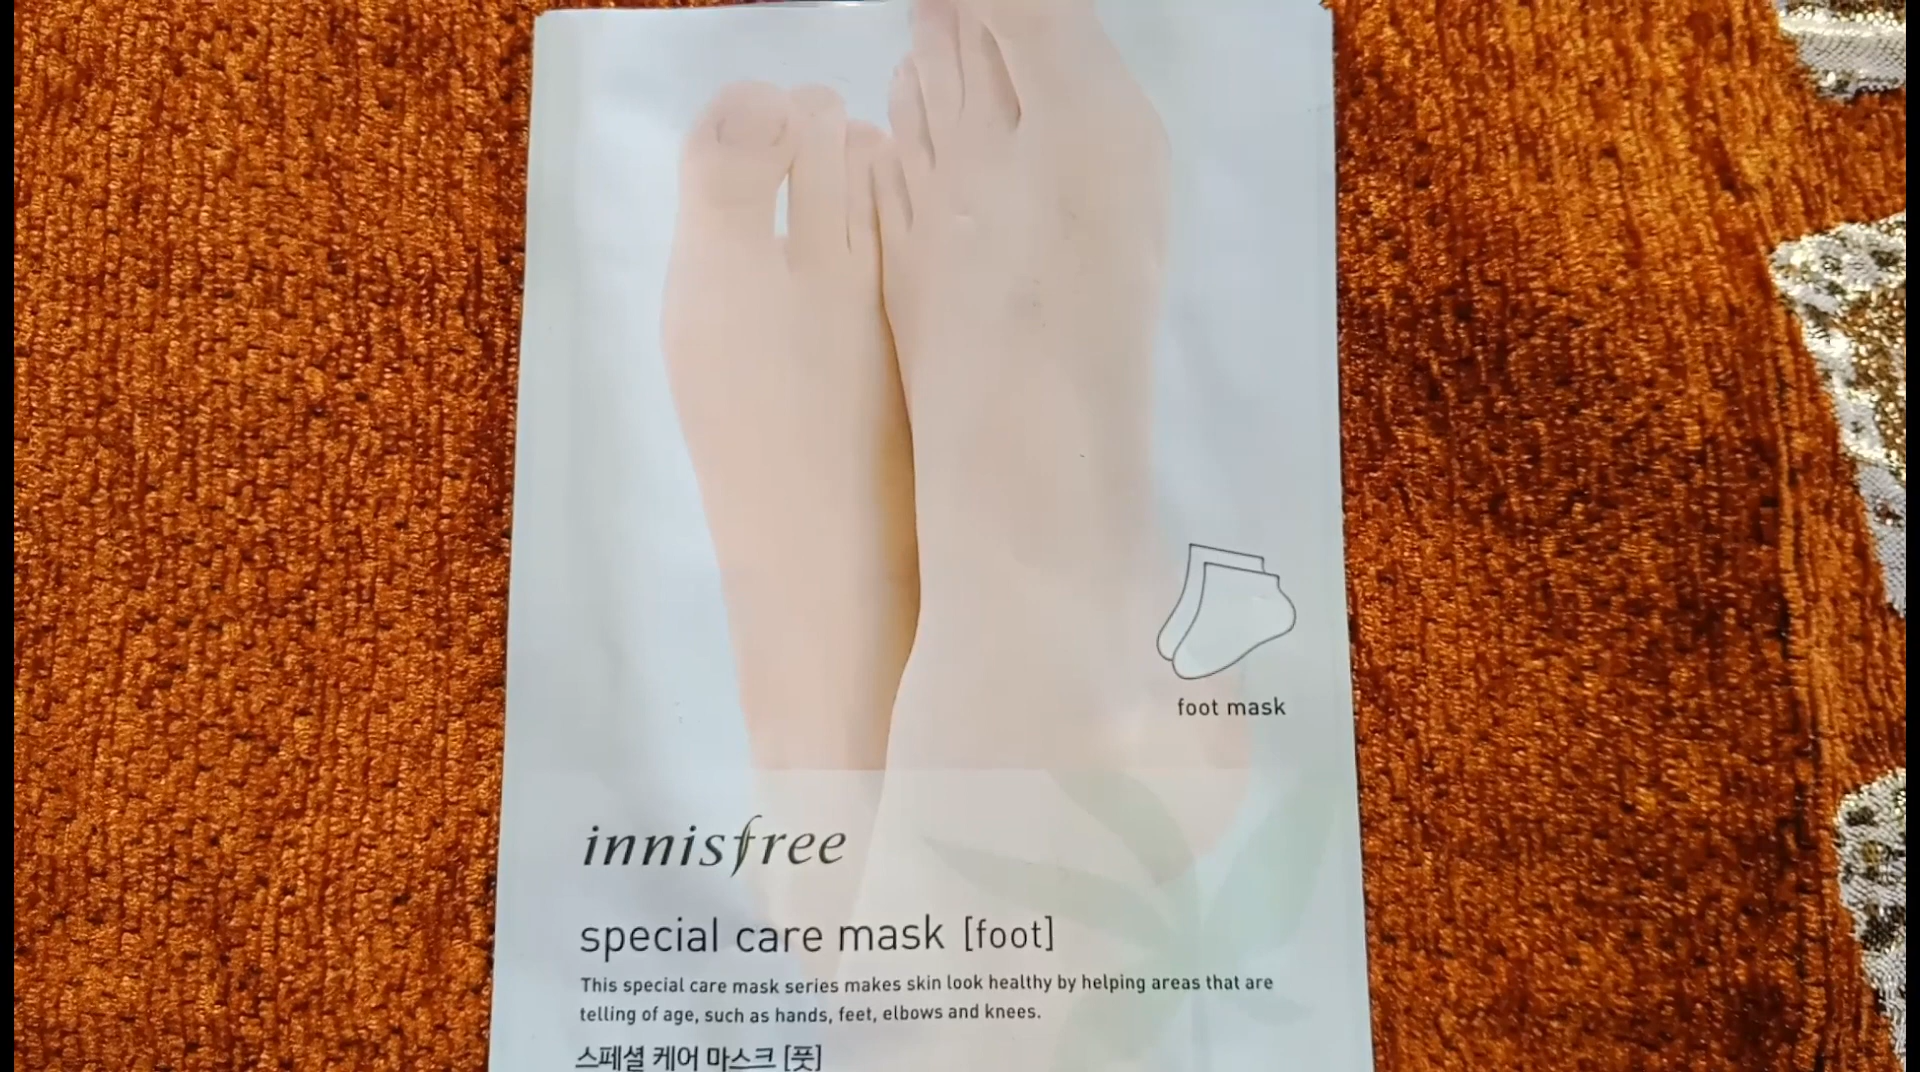 foot mask
innisfree
special care mask [foot]
This special care mask series makes skin look healthy by helping areas that are
telling of age, such as hands, feet, elbows and knees.
스페셜 케어 마스크 [풋]